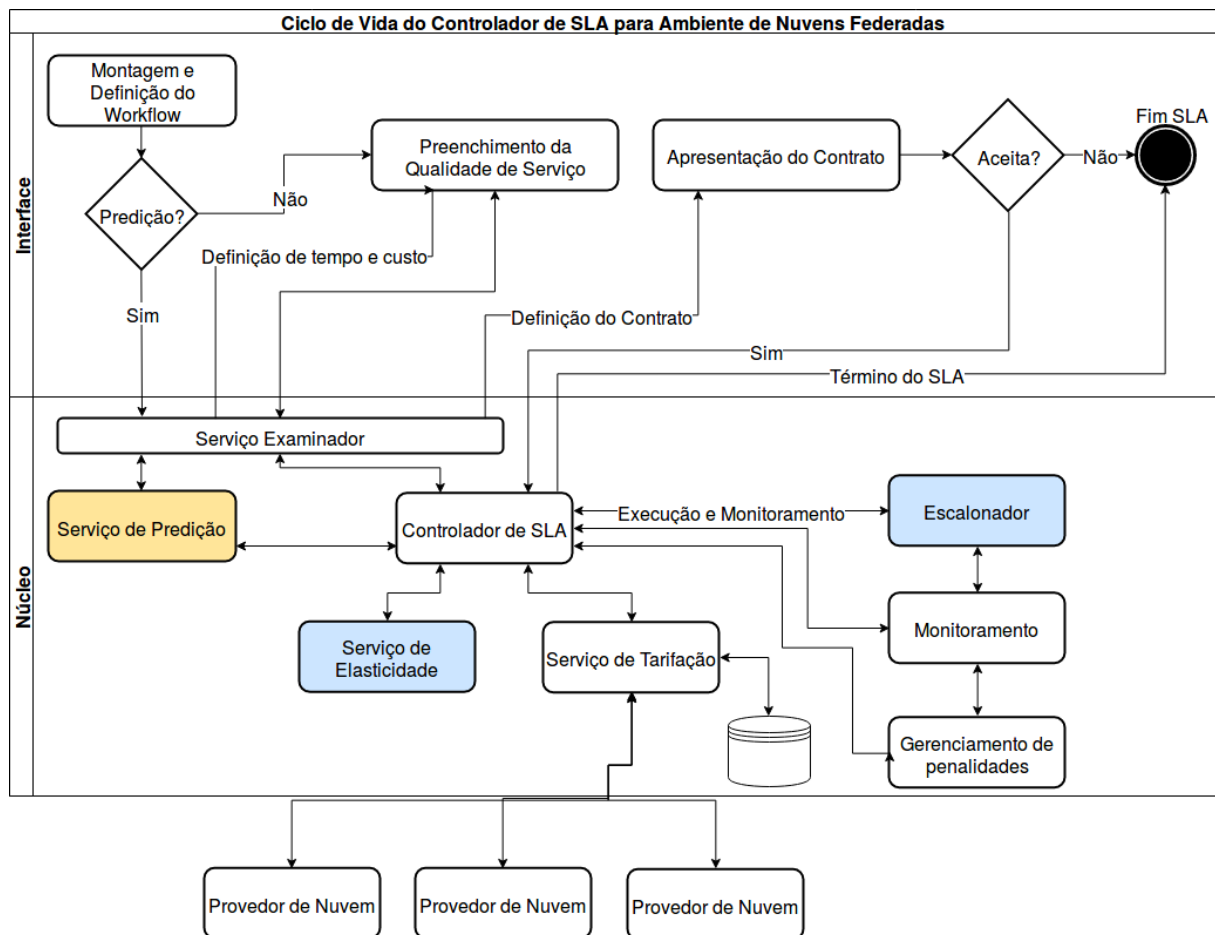 Ciclo de Vida do Controlador de SLA para Ambiente de Nuvens Federadas
Interface
Montagem e
Definição do
Workflow
Predição?
Não
Sim
Preenchimento da
Qualidade de Serviço
Definição de tempo e custo
Apresentação do Contrato
Definição do Contrato
Aceita?
Não
Fim SLA
Sim
Término do SLA
Núcleo
Serviço Examinador
Serviço de Predição
Controlador de SLA
Execução e Monitoramento
Escalonador
Serviço de
Elasticidade
Serviço de Tarifação
Monitoramento
Gerenciamento de
penalidades
Provedor de Nuvem
Provedor de Nuvem
Provedor de Nuvem